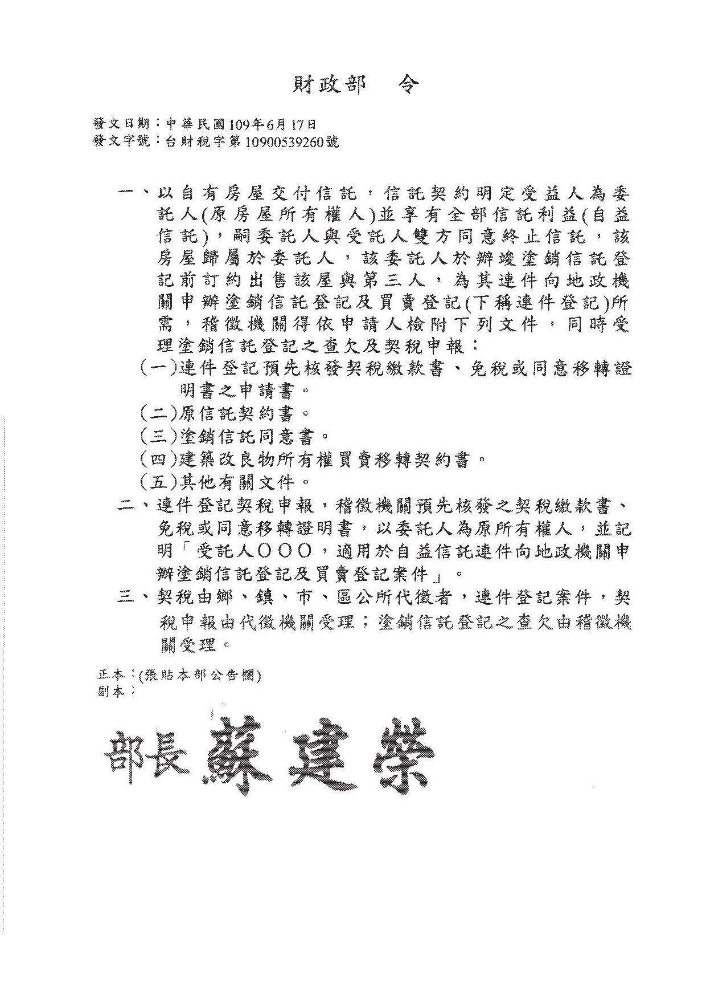 財政部 令
發文日期：中華民國109年6月17日
發文字號：台財稅字第10900539260號
一、以自有房屋交付信託，信託契約明定受益人為委
託人(原房屋所有權人)並享有全部信託利益(自益
信託)，嗣委託人與受託人雙方同意終止信託，該
房屋歸屬於委託人，該委託人於辦竣塗銷信託登
記前訂約出售該屋與第三人，為其連件向地政機
關申辦塗銷信託登記及買賣登記(下稱連件登記)所
需，稽徵機關得依申請人檢附下列文件，同時受
理塗銷信託登記之查欠及契稅申報：
(一)連件登記預先核發契稅繳款書、免稅或同意移轉證
明書之申請書。
(二)原信託契約書。
(三)塗銷信託同意書。
(四)建築改良物所有權買賣移轉契約書。
(五)其他有關文件。
二、連件登記契稅申報，稽徵機關預先核發之契稅繳款書、
免稅或同意移轉證明書，以委託人為原所有權人，並記
明「受託人〇〇〇，適用於自益信託連件向地政機關申
辦塗銷信託登記及買賣登記案件」。
三、契稅由鄉、鎮、市、區公所代徵者，連件登記案件，契
稅申報由代徵機關受理；塗銷信託登記之查欠由稽徵機
關受理。
正本：(張貼本部公告欄)
副本：
部長 蘇建榮